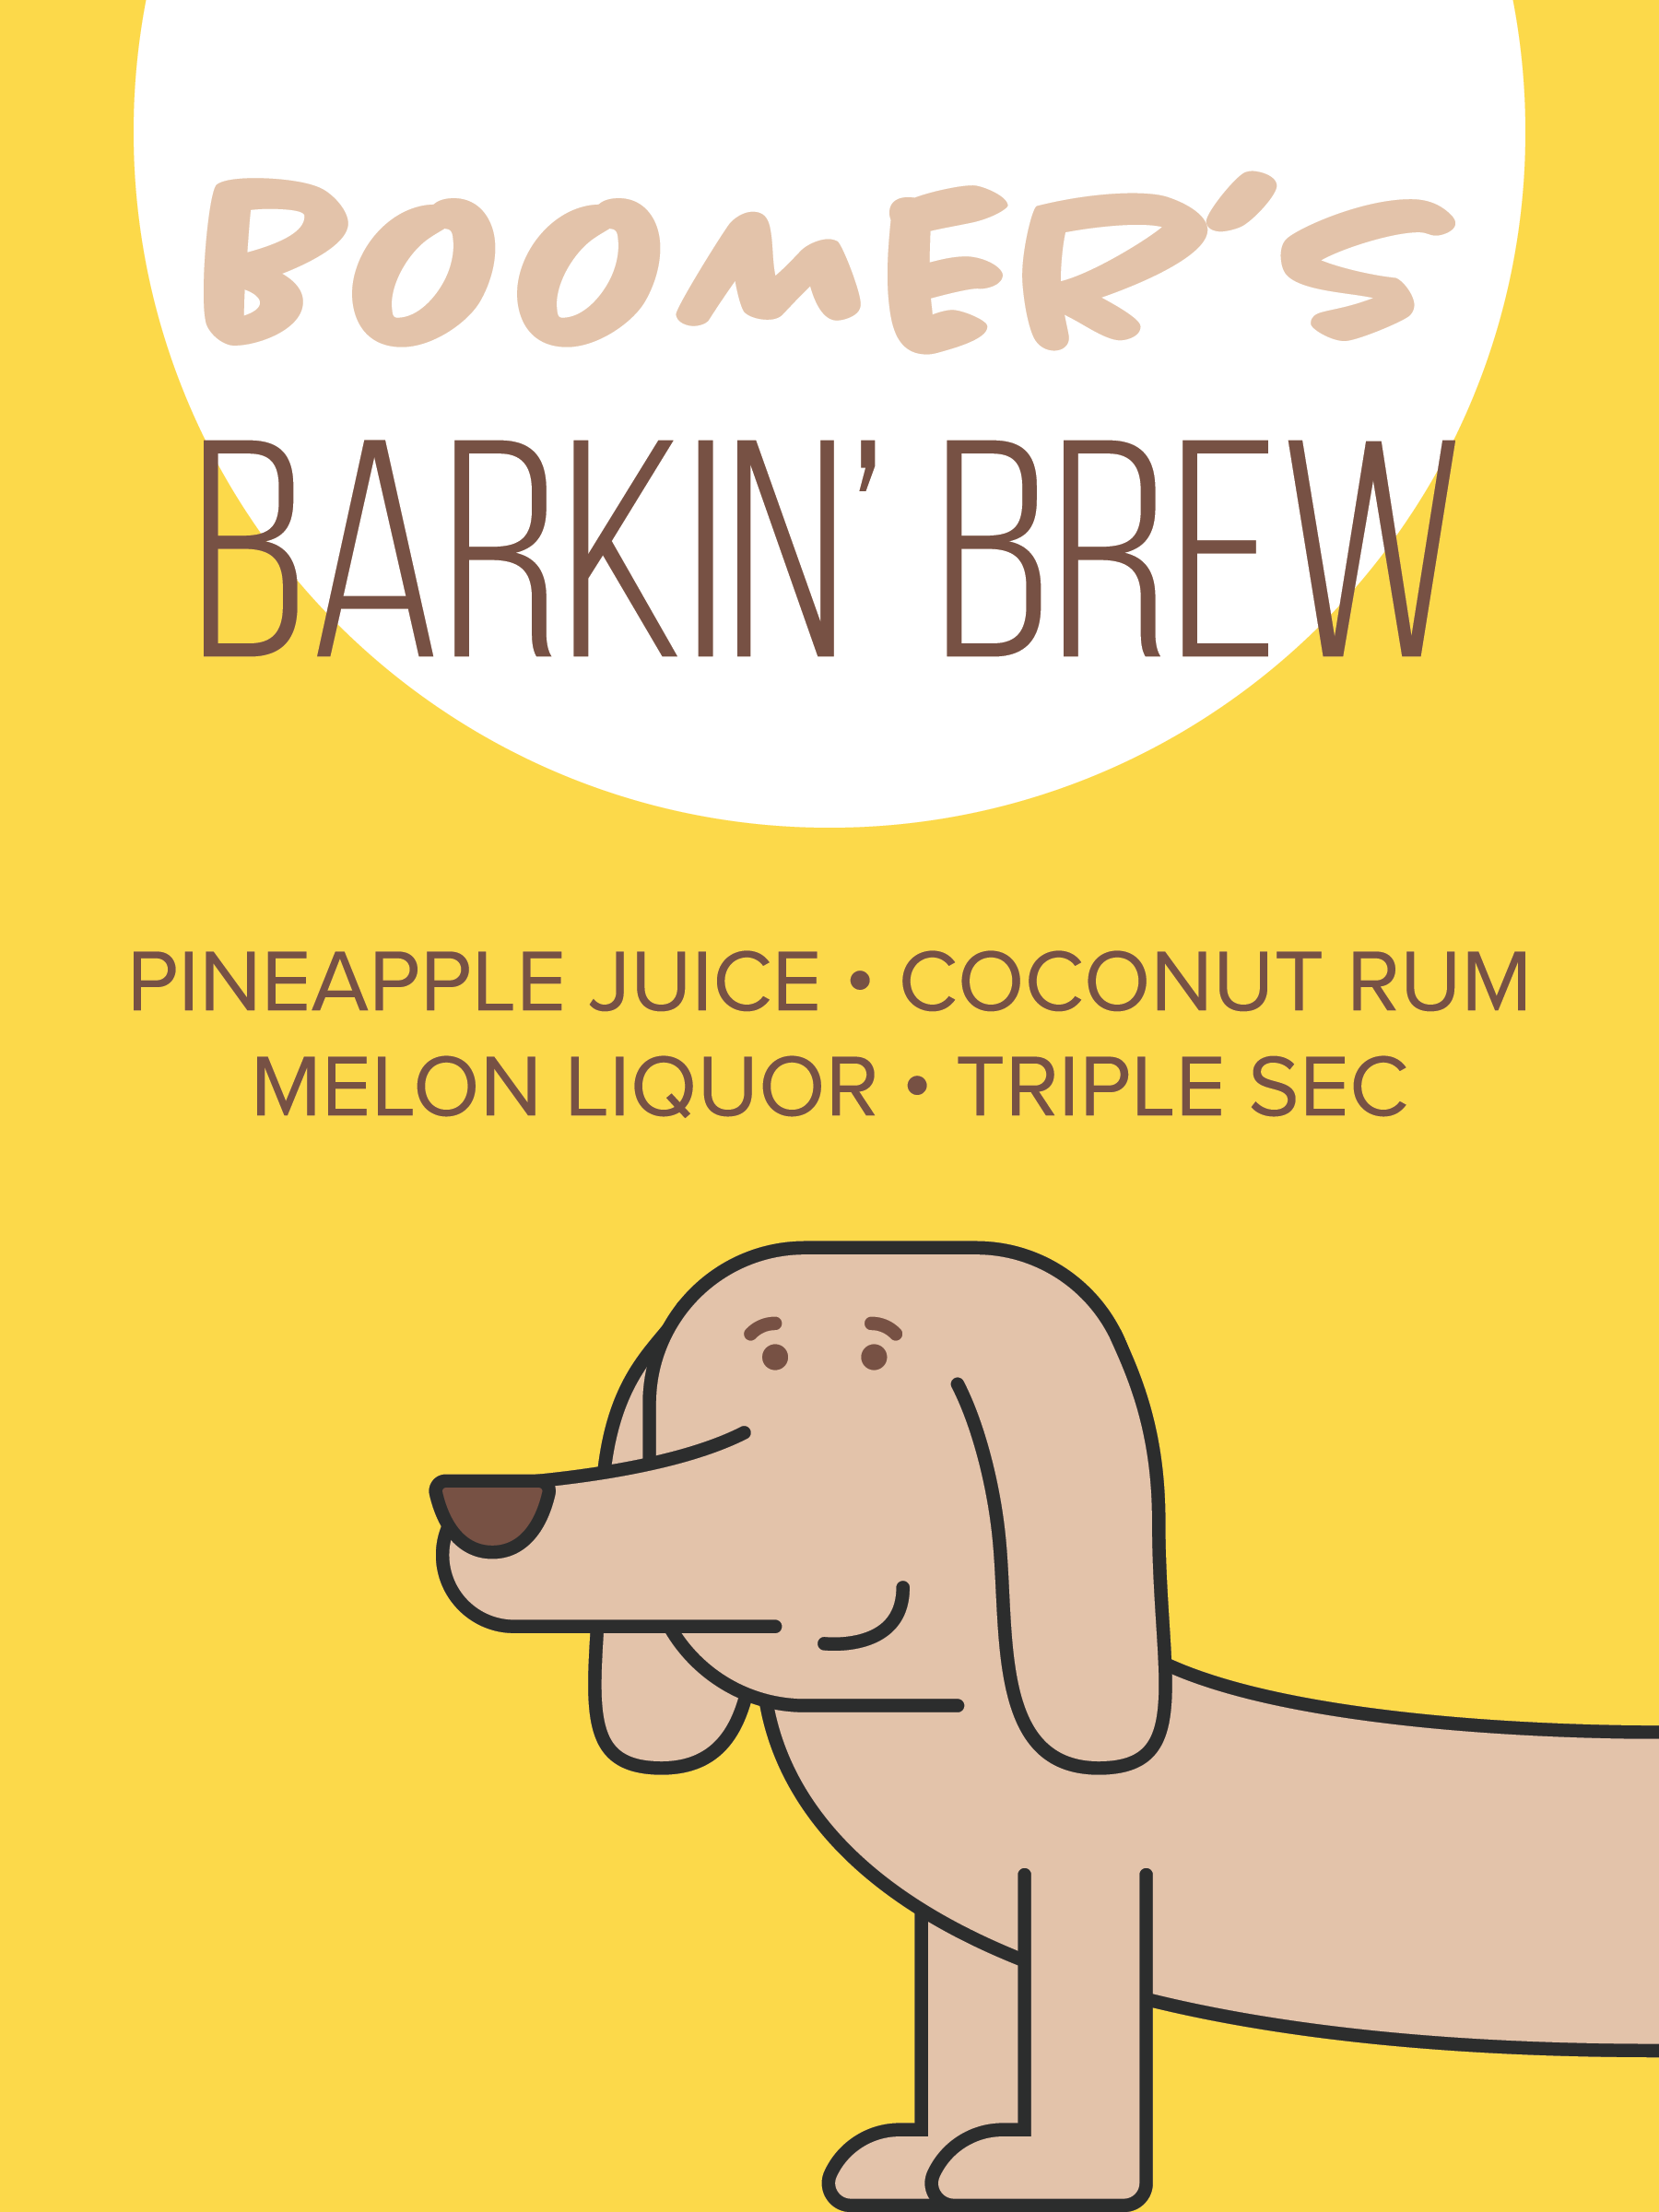 BOOMER'S
BARKIN' BREW
PINEAPPLE JUICE • COCONUT RUM
MELON LIQUOR • TRIPLE SEC